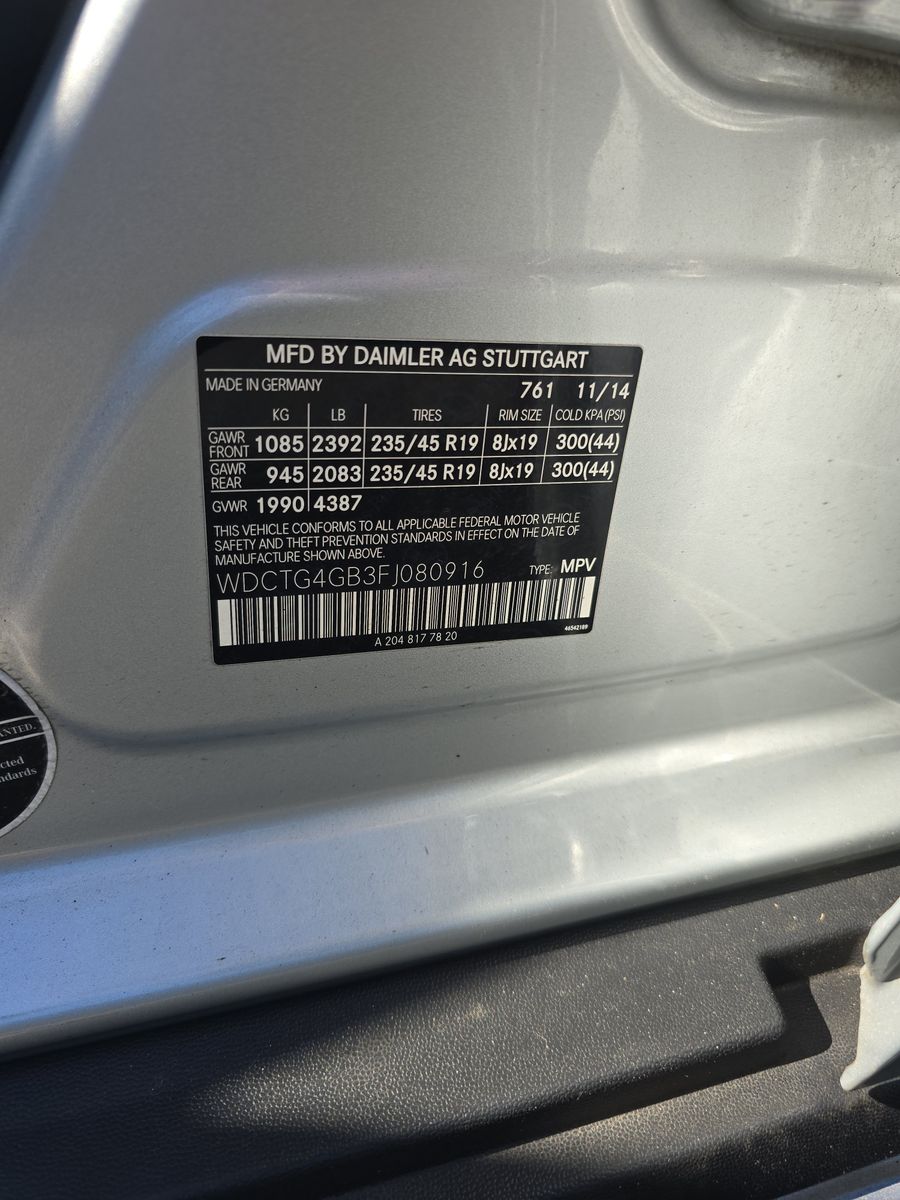 MFD BY DAIMLER AG STUTTGART
MADE IN GERMANY 761 11/14
KG LB TIRES RIM SIZE COLD KPA (PSI)
GAWR FRONT 1085 2392 235/45 R19 8Jx19 300(44)
GAWR REAR 945 2083 235/45 R19 8Jx19 300(44)
GVWR 1990 4387
THIS VEHICLE CONFORMS TO ALL APPLICABLE FEDERAL MOTOR VEHICLE
SAFETY AND THEFT PREVENTION STANDARDS IN EFFECT ON THE DATE OF
MANUFACTURE SHOWN ABOVE.
WDCTG4GB3FJ080916 TYPE: MPV
A 204 817 78 20 46542189
ANTED.
cted
ndards